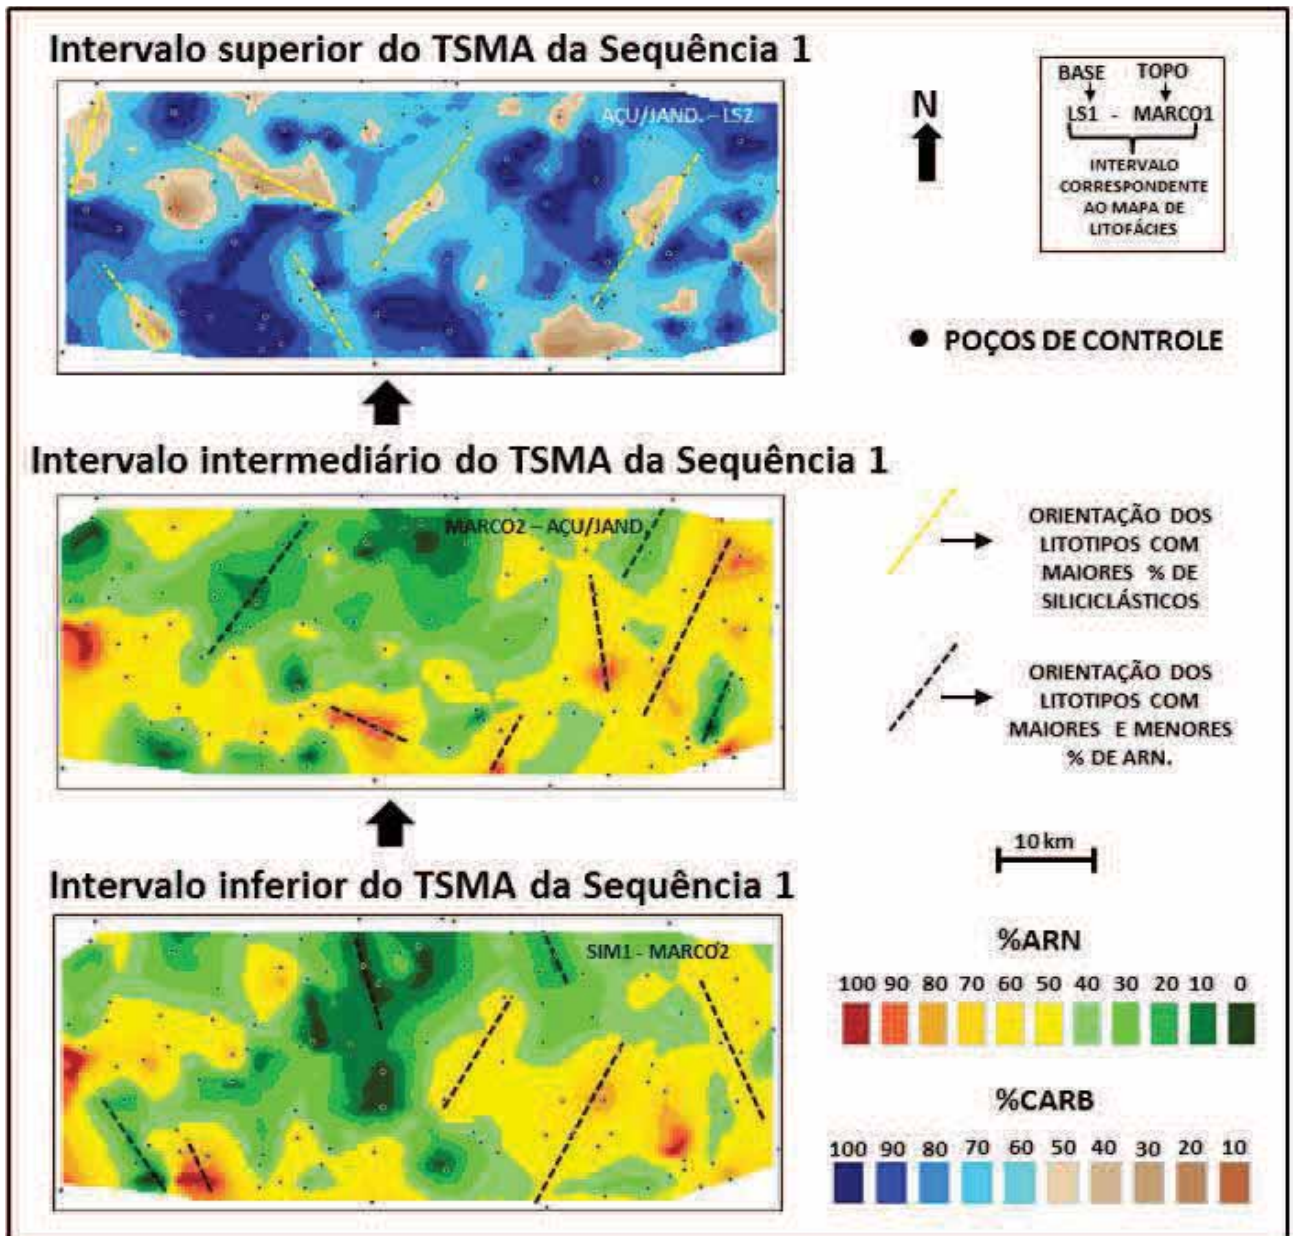 Intervalo superior do TSMA da Sequência 1
AÇU/JAND. - LS2
N
BASE TOPO
LS1 - MARCO1
INTERVALO
CORRESPONDENTE
AO MAPA DE
LITOFÁCIES
POÇOS DE CONTROLE
Intervalo intermediário do TSMA da Sequência 1
MARCO2 – AÇU/JAND.
ORIENTAÇÃO DOS
LITOTIPOS COM
MAIORES % DE
SILICICLÁSTICOS
ORIENTAÇÃO DOS
LITOTIPOS COM
MAIORES E MENORES
% DE ARN.
10 km
Intervalo inferior do TSMA da Sequência 1
SIM1 - MARCO2
%ARN
100 90 80 70 60 50 40 30 20 10 0
%CARB
100 90 80 70 60 50 40 30 20 10